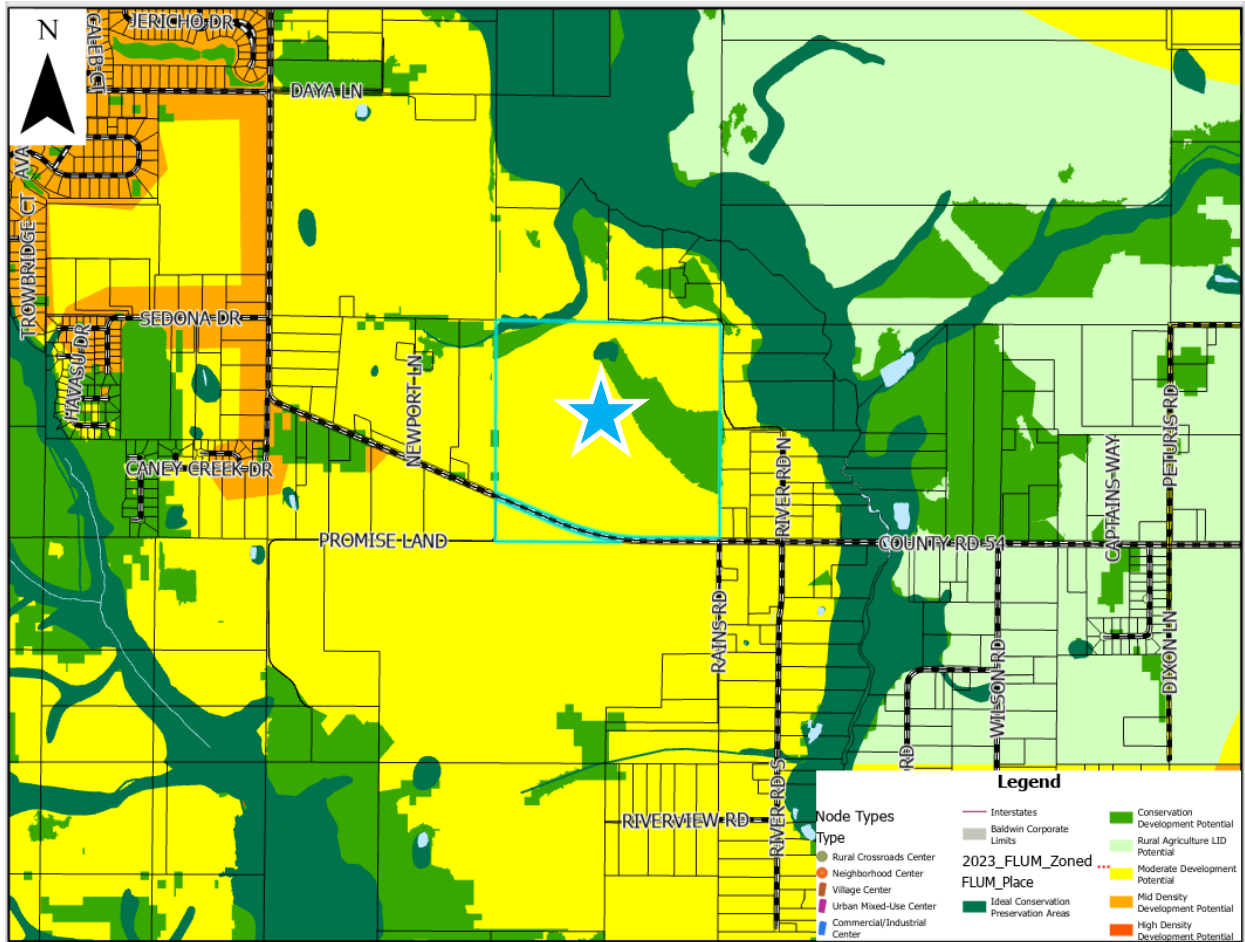 N
JERICHO DR
CALEB CT
DAYA LN
AVA
TROWBRIDGE CT
SEDONA DR
HAVASU DR
NEWPORT LN
CANEY CREEK DR
PROMISE LAND
RIVER RD N
COUNTY RD 54
CAPTAINS WAY
PETURIS RD
RAINS RD
WILSON RD
DIXON LN
RD
RIVER RD S
RIVERVIEW RD
Legend
Node Types
Type
Rural Crossroads Center
Neighborhood Center
Village Center
Urban Mixed-Use Center
Commercial/Industrial
Center
Interstates
Baldwin Corporate
Limits
2023_FLUM_Zoned
FLUM_Place
Ideal Conservation
Preservation Areas
Conservation
Development Potential
Rural Agriculture LID
Potential
Moderate Development
Potential
Mid Density
Development Potential
High Density
Development Potential